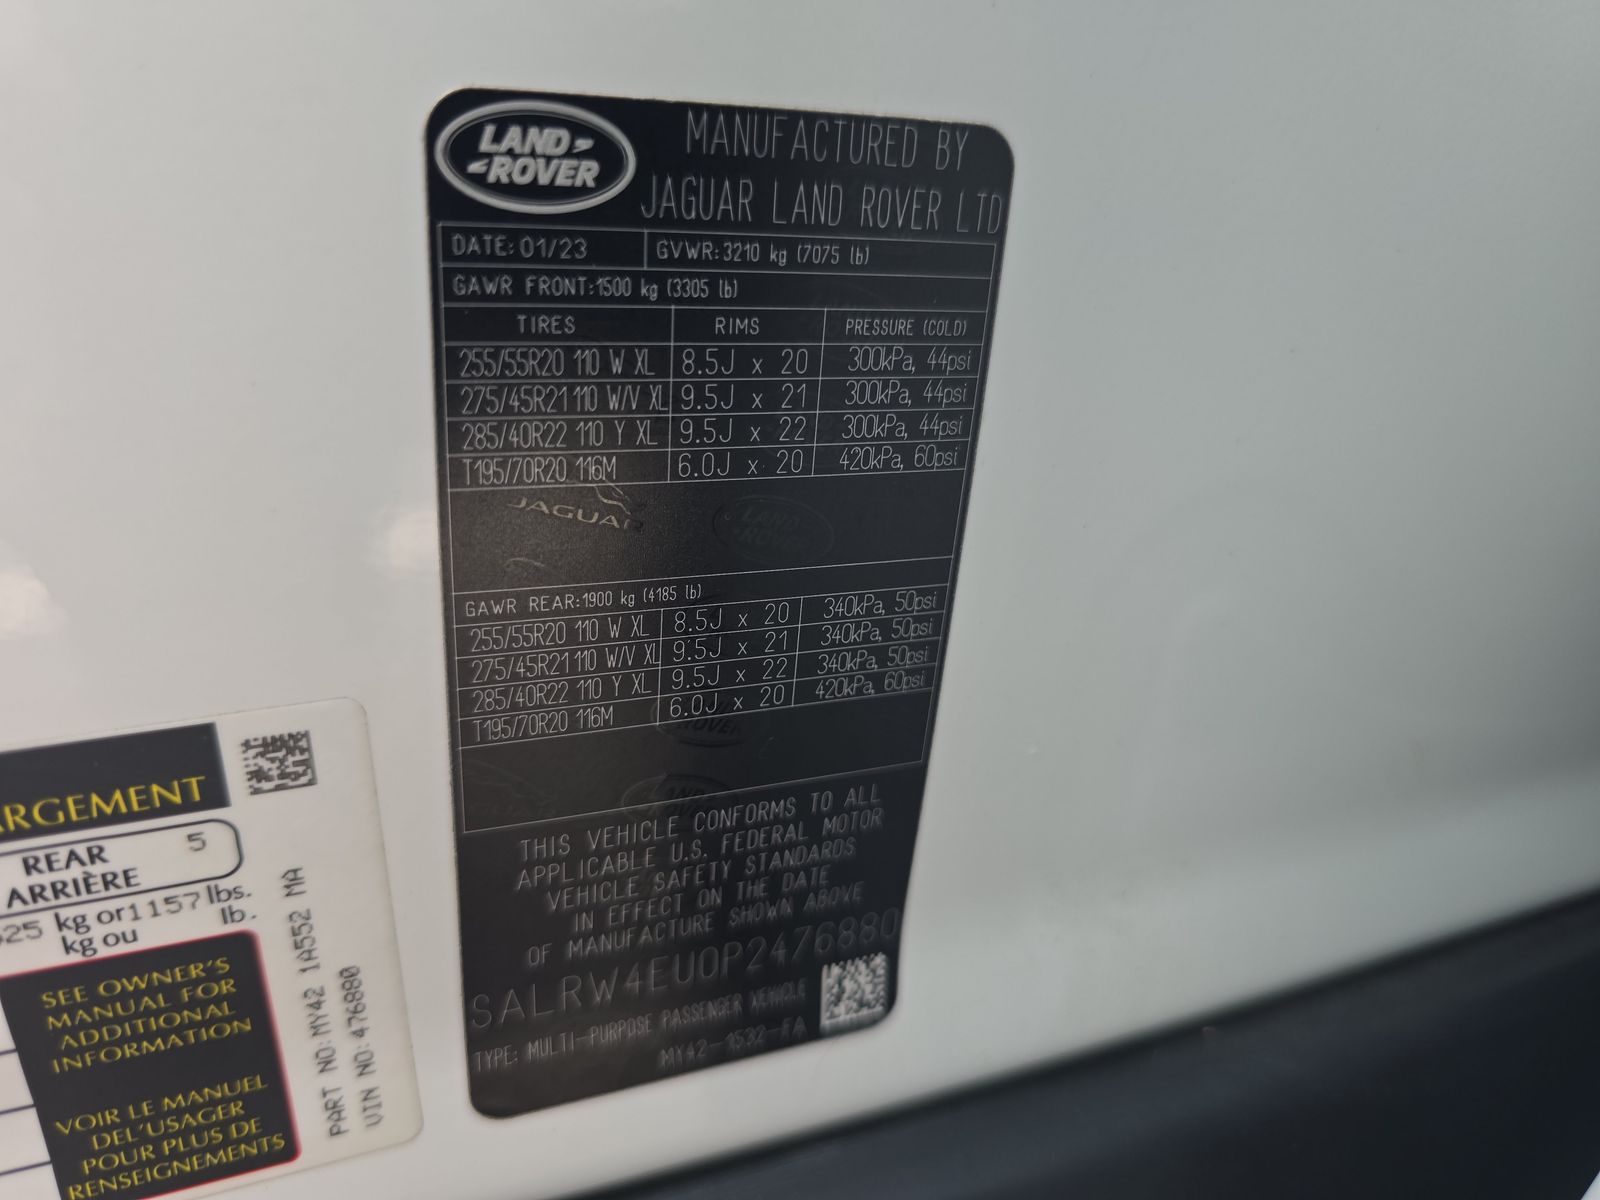 LAND
ROVER
MANUFACTURED BY
JAGUAR LAND ROVER LTD
DATE: 01/23 GVWR: 3210 kg (7075 lb)
GAWR FRONT: 1500 kg (3305 lb)
TIRES RIMS PRESSURE (COLD)
255/55R20 110 W XL 8.5J x 20 300kPa, 44psi
275/45R21 110 W/V XL 9.5J x 21 300kPa, 44psi
285/40R22 110 Y XL 9.5J x 22 300kPa, 44psi
T195/70R20 116M 6.0J x 20 420kPa, 60psi
JAGUAR
LAND
ROVER
GAWR REAR: 1900 kg (4185 lb)
255/55R20 110 W XL 8.5J x 20 340kPa, 50psi
275/45R21 110 W/V XL 9.5J x 21 340kPa, 50psi
285/40R22 110 Y XL 9.5J x 22 340kPa, 50psi
T195/70R20 116M 6.0J x 20 420kPa, 60psi
ROVER
THIS VEHICLE CONFORMS TO ALL
APPLICABLE U.S. FEDERAL MOTOR
VEHICLE SAFETY STANDARDS
IN EFFECT ON THE DATE
OF MANUFACTURE SHOWN ABOVE
SALRW4EU0P2476880
TYPE: MULTI-PURPOSE PASSENGER VEHICLE
MY42-1532-FA
ARGEMENT
REAR 5
ARRIÈRE
25 kg or 1157 lbs.
kg ou lb.
SEE OWNER'S
MANUAL FOR
ADDITIONAL
INFORMATION
VOIR LE MANUEL
DEL'USAGER
POUR PLUS DE
RENSEIGNEMENTS
PART NO: MY42 1A552 MA
VIN NO: 476880